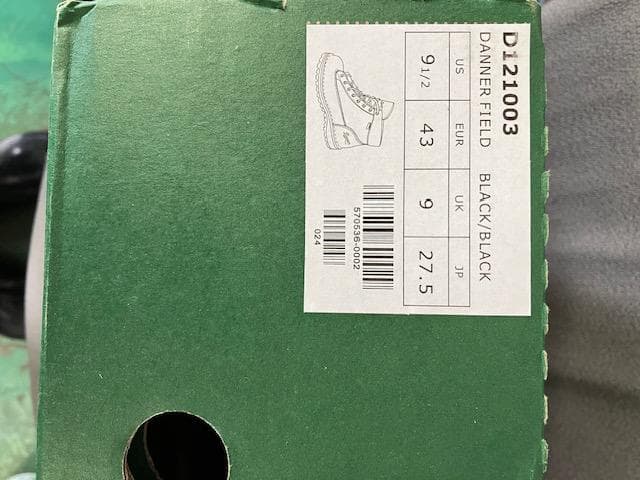 D121003
DANNER FIELD BLACK/BLACK
US EUR UK JP
9 1/2 43 9 27.5
570536-0002
024